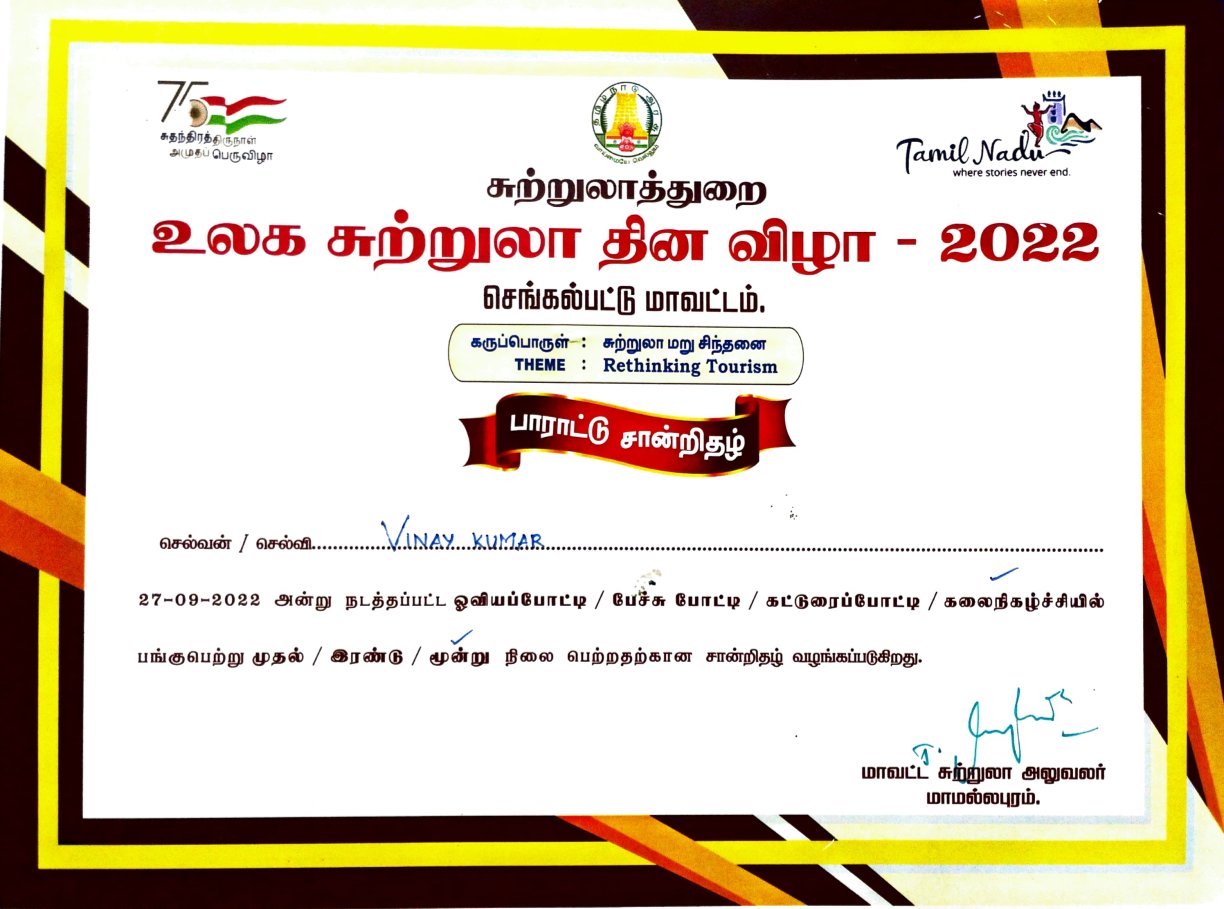 75
சுதந்திரத்திருநாள்
அமுதப் பெருவிழா
தமிழ்நாடு அரசு
வாய்மையே வெல்லும்
Tamil Nadu
where stories never end.
சுற்றுலாத்துறை
உலக சுற்றுலா தின விழா - 2022
செங்கல்பட்டு மாவட்டம்.
கருப்பொருள் : சுற்றுலா மறு சிந்தனை
THEME : Rethinking Tourism
பாராட்டு சான்றிதழ்
செல்வன் / செல்வி VINAY KUMAR
27-09-2022 அன்று நடத்தப்பட்ட ஓவியப்போட்டி / பேச்சு போட்டி / கட்டுரைப்போட்டி / கலைநிகழ்ச்சியில்
பங்குபெற்று முதல் / இரண்டு / மூன்று நிலை பெற்றதற்கான சான்றிதழ் வழங்கப்படுகிறது.
மாவட்ட சுற்றுலா அலுவலர்
மாமல்லபுரம்.